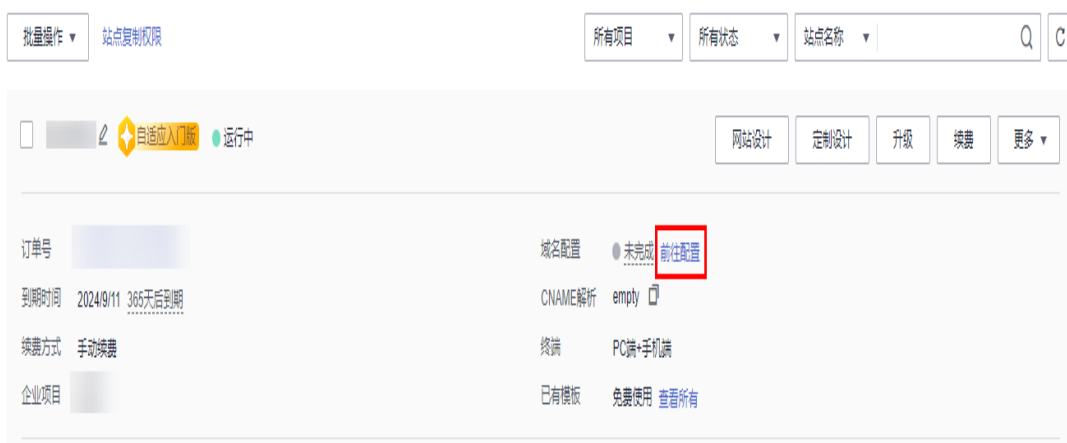 批量操作 站点复制权限 所有项目 所有状态 站点名称
自适应入门版 运行中 网站设计 定制设计 升级 续费 更多
订单号 域名配置 未完成 前往配置
到期时间 2024/9/11 365天后到期 CNAME解析 empty
续费方式 手动续费 终端 PC端+手机端
企业项目 已有模板 免费使用 查看所有